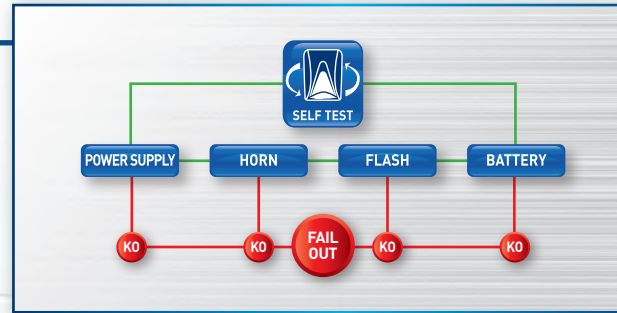 SELF TEST
POWER SUPPLY HORN FLASH BATTERY
KO KO FAIL OUT KO KO